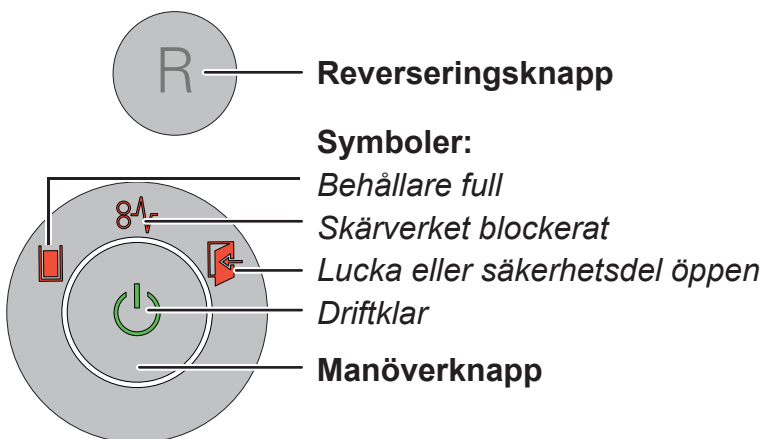 R
Reverseringsknapp
Symboler:
Behållare full
Skärverket blockerat
Lucka eller säkerhetsdel öppen
Driftklar
Manöverknapp